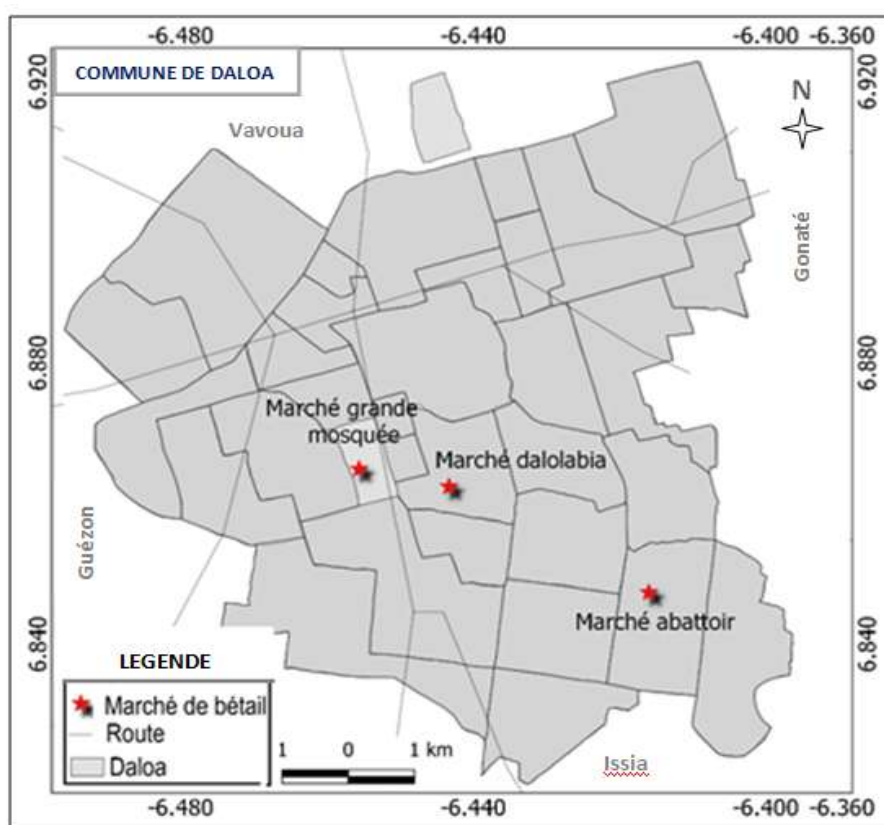 -6.480 -6.440 -6.400 -6.360
6.920
COMMUNE DE DALOA
6.920
N
Vavoua
Gonaté
6.880
6.880
Marché grande
mosquée
Marché dalolabia
Guézon
Marché abattoir
6.840
6.840
LEGENDE
Marché de bétail
Route
Daloa
1 0 1 km
Issia
-6.480 -6.440 -6.400 -6.360